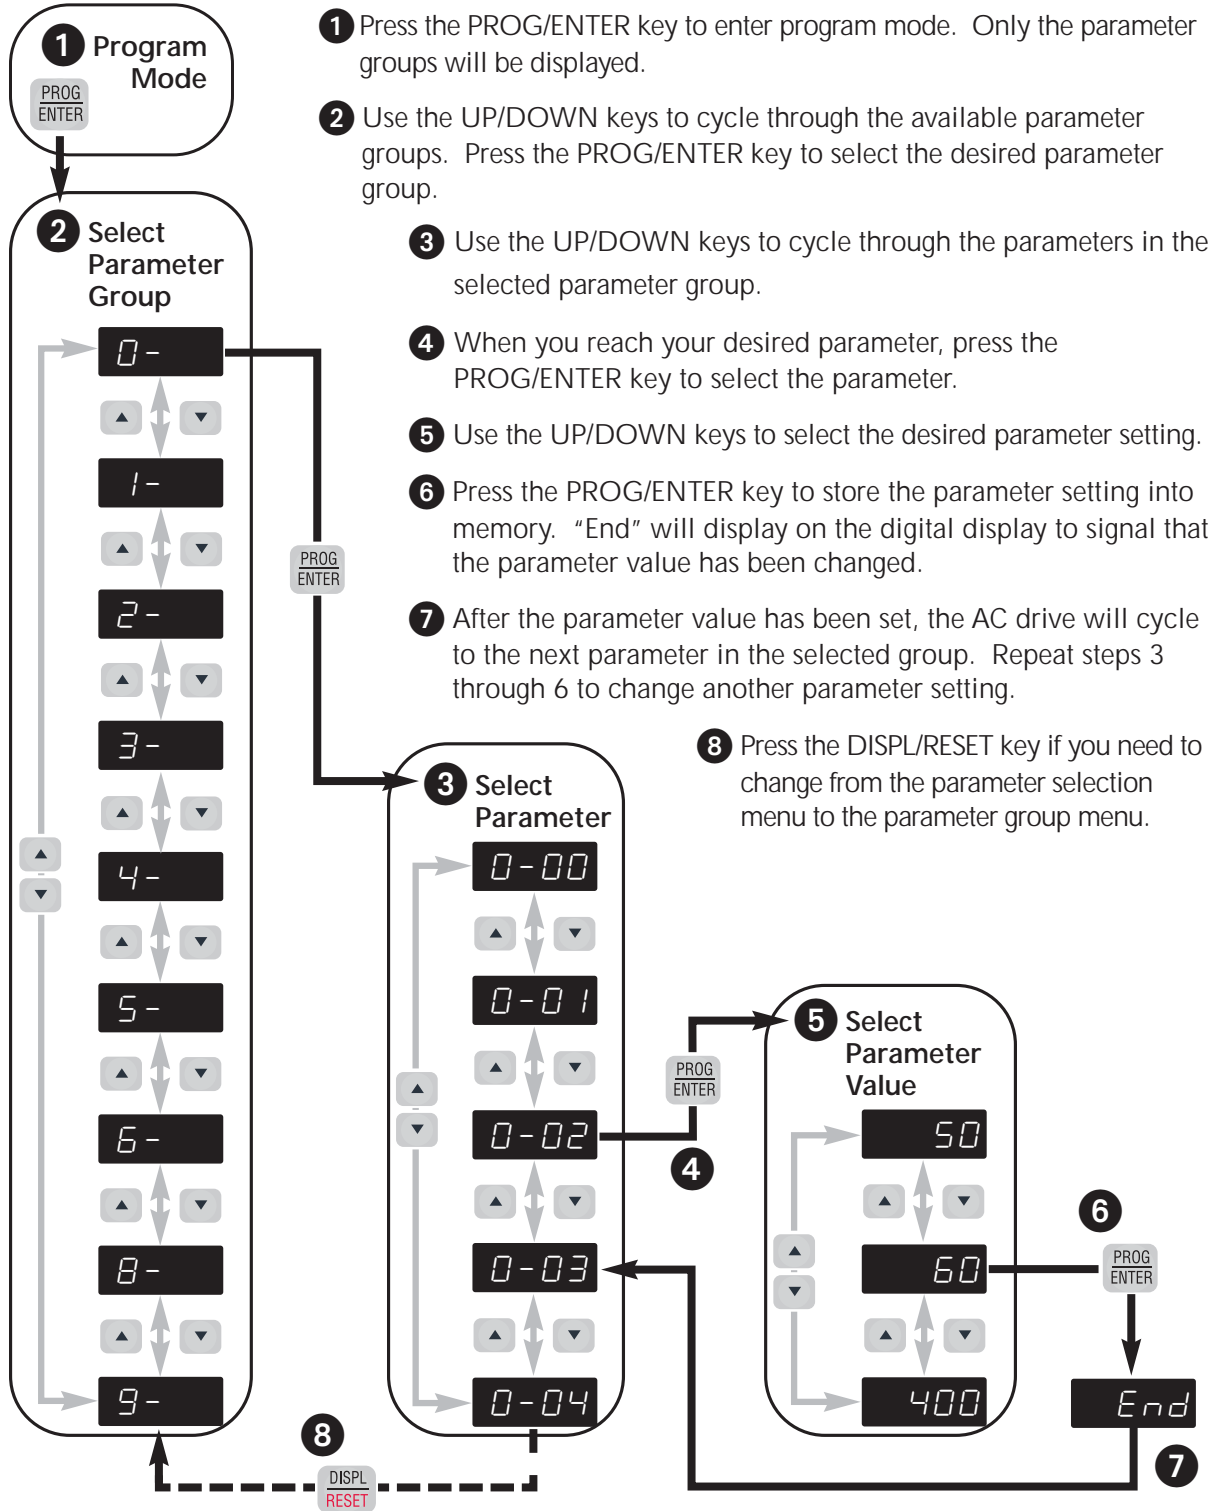 1 Program
Mode
PROG
ENTER
1 Press the PROG/ENTER key to enter program mode. Only the parameter
groups will be displayed.
2 Use the UP/DOWN keys to cycle through the available parameter
groups. Press the PROG/ENTER key to select the desired parameter
group.
3 Use the UP/DOWN keys to cycle through the parameters in the
selected parameter group.
4 When you reach your desired parameter, press the
PROG/ENTER key to select the parameter.
5 Use the UP/DOWN keys to select the desired parameter setting.
6 Press the PROG/ENTER key to store the parameter setting into
memory. "End" will display on the digital display to signal that
the parameter value has been changed.
7 After the parameter value has been set, the AC drive will cycle
to the next parameter in the selected group. Repeat steps 3
through 6 to change another parameter setting.
8 Press the DISPL/RESET key if you need to
change from the parameter selection
menu to the parameter group menu.
2 Select
Parameter
Group
0-
1-
2-
3-
4-
5-
6-
8-
9-
PROG
ENTER
3 Select
Parameter
0-00
0-01
0-02
0-03
0-04
PROG
ENTER
4
5 Select
Parameter
Value
50
60
400
6
PROG
ENTER
End
7
8
DISPL
RESET